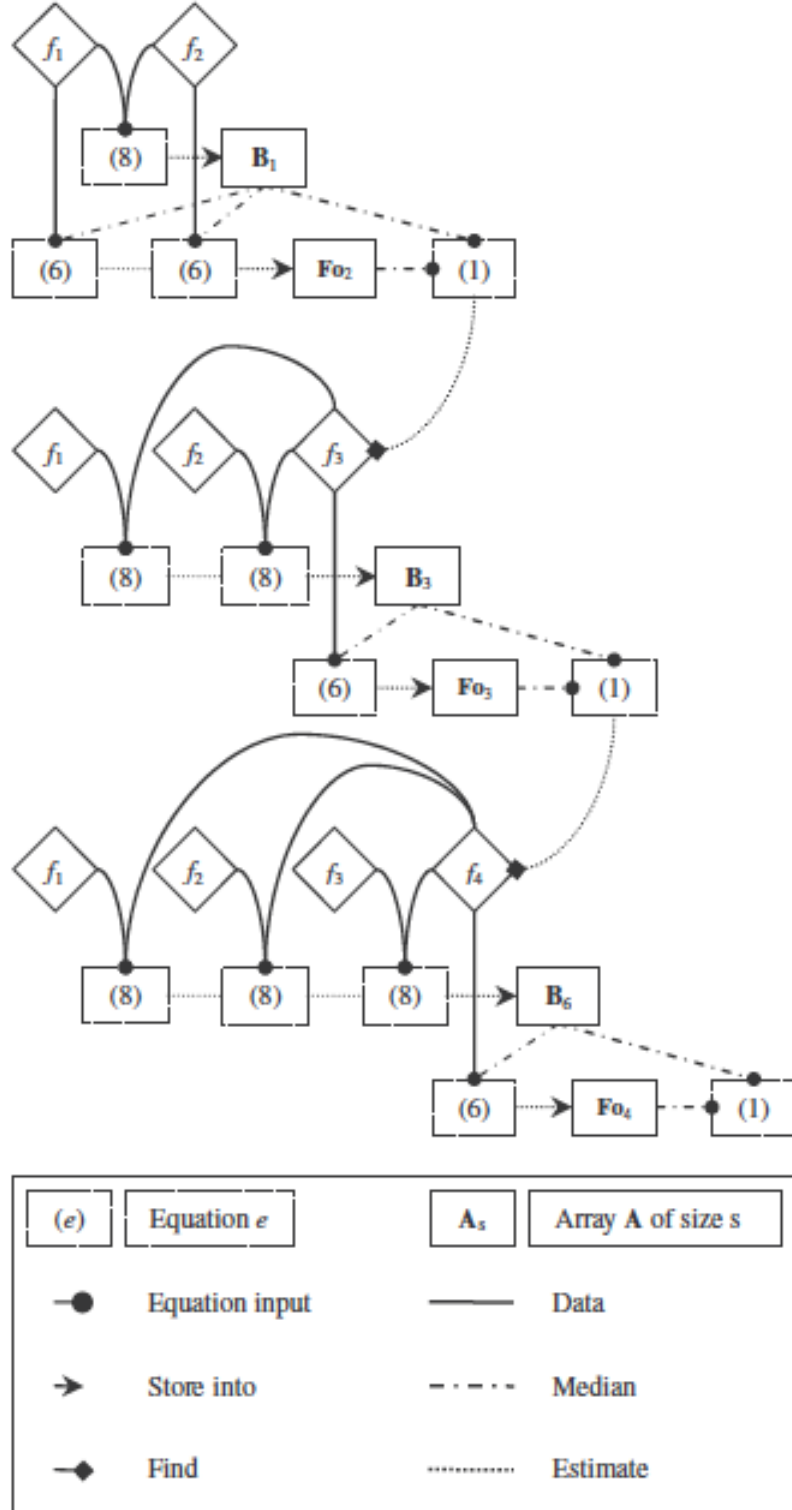 f1 f2
(8) B1
(6) (6) Fo2 (1)
f1 f2 f3
(8) (8) B3
(6) Fo3 (1)
f1 f2 f3 f4
(8) (8) (8) B6
(6) Fo4 (1)
(e) Equation e As Array A of size s
Equation input Data
Store into Median
Find Estimate